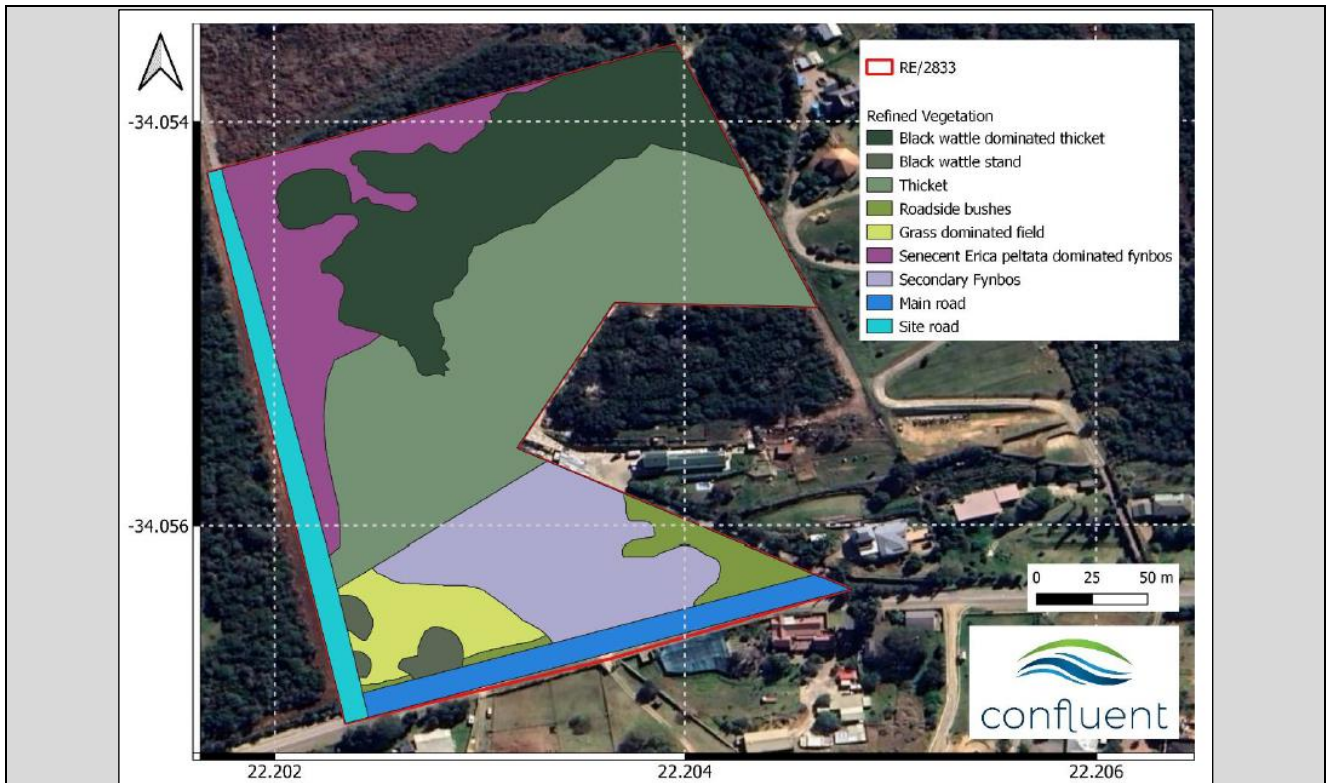 RE/2833
Refined Vegetation
Black wattle dominated thicket
Black wattle stand
Thicket
Roadside bushes
Grass dominated field
Senecent Erica peltata dominated fynbos
Secondary Fynbos
Main road
Site road
-34.054
-34.056
0 25 50 m
confluent
22.202 22.204 22.206